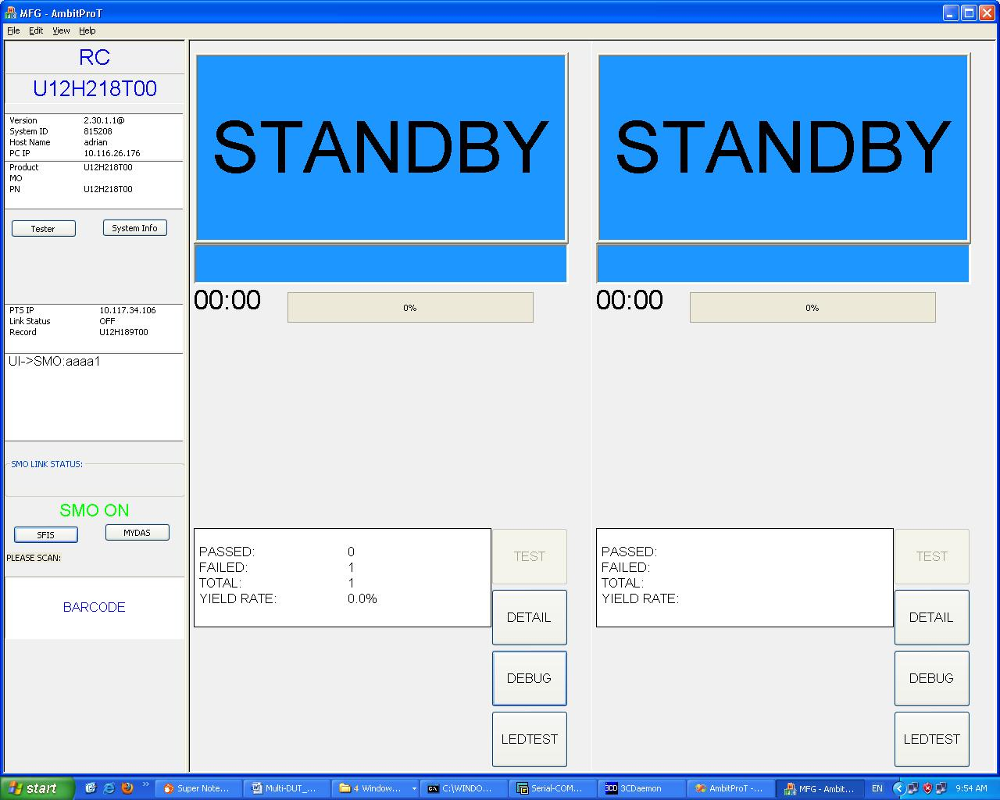 MFG - AmbitProT
File Edit View Help
RC
U12H218T00
Version 2.30.1.1@
System ID 815208
Host Name adrian
PC IP 10.116.26.176
Product U12H218T00
MO
PN U12H218T00
Tester System Info
PTS IP 10.117.34.106
Link Status OFF
Record U12H189T00
UI->SMO:aaaa1
SMO LINK STATUS:
SMO ON
SFIS MYDAS
PLEASE SCAN:
BARCODE
STANDBY
00:00 0%
PASSED: 0
FAILED: 1
TOTAL: 1
YIELD RATE: 0.0%
TEST
DETAIL
DEBUG
LEDTEST
STANDBY
00:00 0%
PASSED:
FAILED:
TOTAL:
YIELD RATE:
TEST
DETAIL
DEBUG
LEDTEST
start » Super Note... Multi-DUT_... 4 Window... C:\WINDO... Serial-COM... 3CD 3CDaemon AmbitProT -... MFG - Ambit... EN 9:54 AM